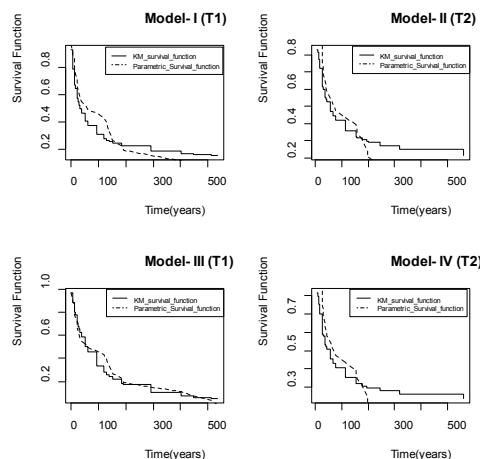 Model- I (T1)
Survival Function
0.2 0.4 0.6 0.8
KM_survival_function
Parametric_Survival_function
0 100 300 500
Time(years)
Model- II (T2)
Survival Function
0.2 0.4 0.6 0.8
KM_survival_function
Parametric_Survival_function
0 100 300 500
Time(years)
Model- III (T1)
Survival Function
0.2 0.6 1.0
KM_survival_function
Parametric_Survival_function
0 100 300 500
Time(years)
Model- IV (T2)
Survival Function
0.3 0.5 0.7
KM_survival_function
Parametric_Survival_function
0 100 300 500
Time(years)